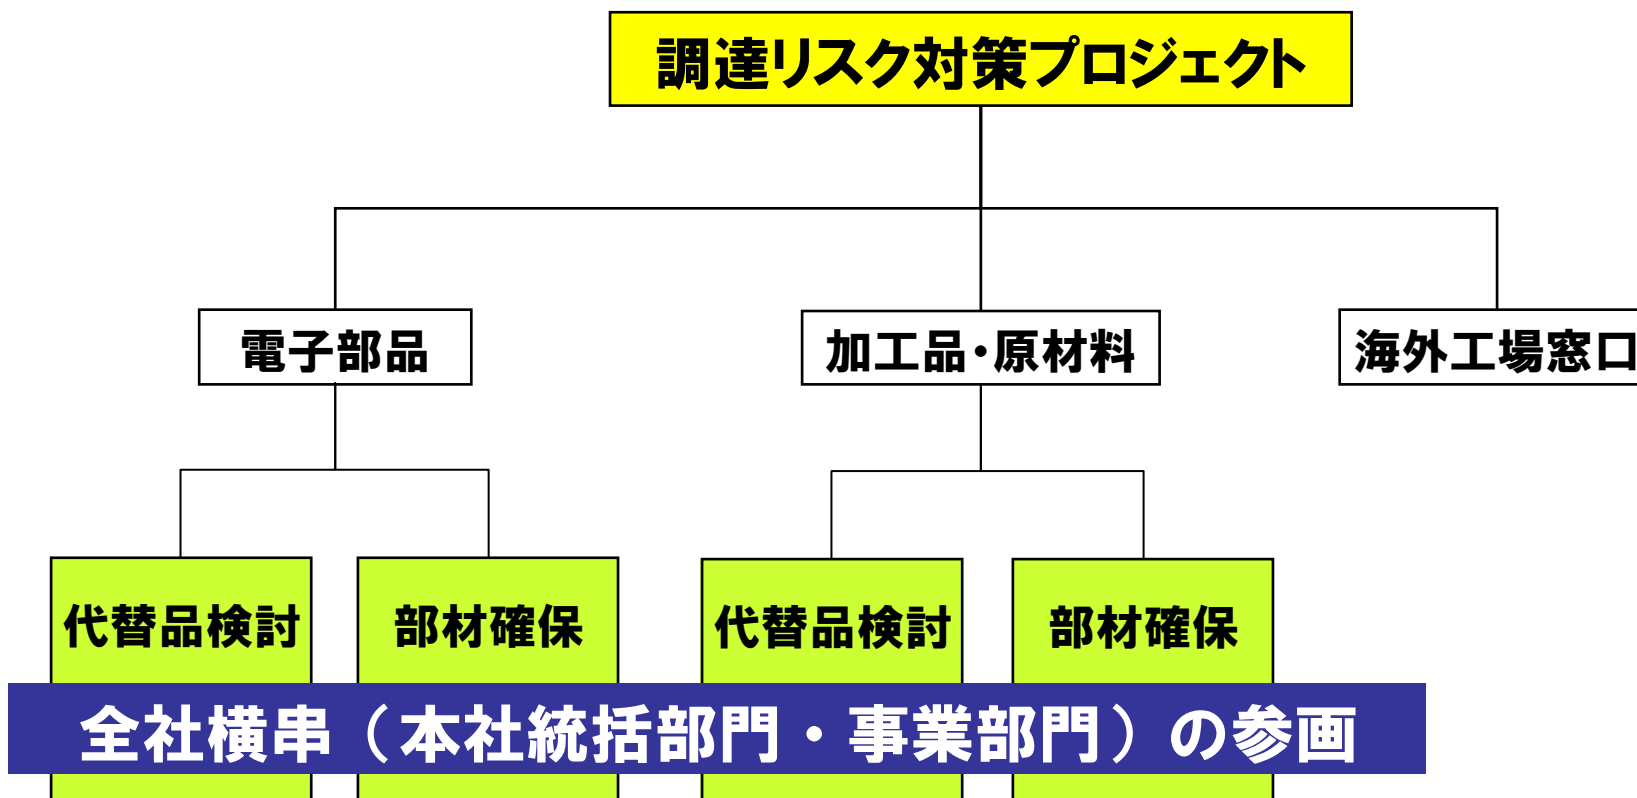 調達リスク対策プロジェクト
電子部品
加工品・原材料
海外工場窓口
代替品検討
部材確保
代替品検討
部材確保
全社横串（本社統括部門・事業部門）の参画